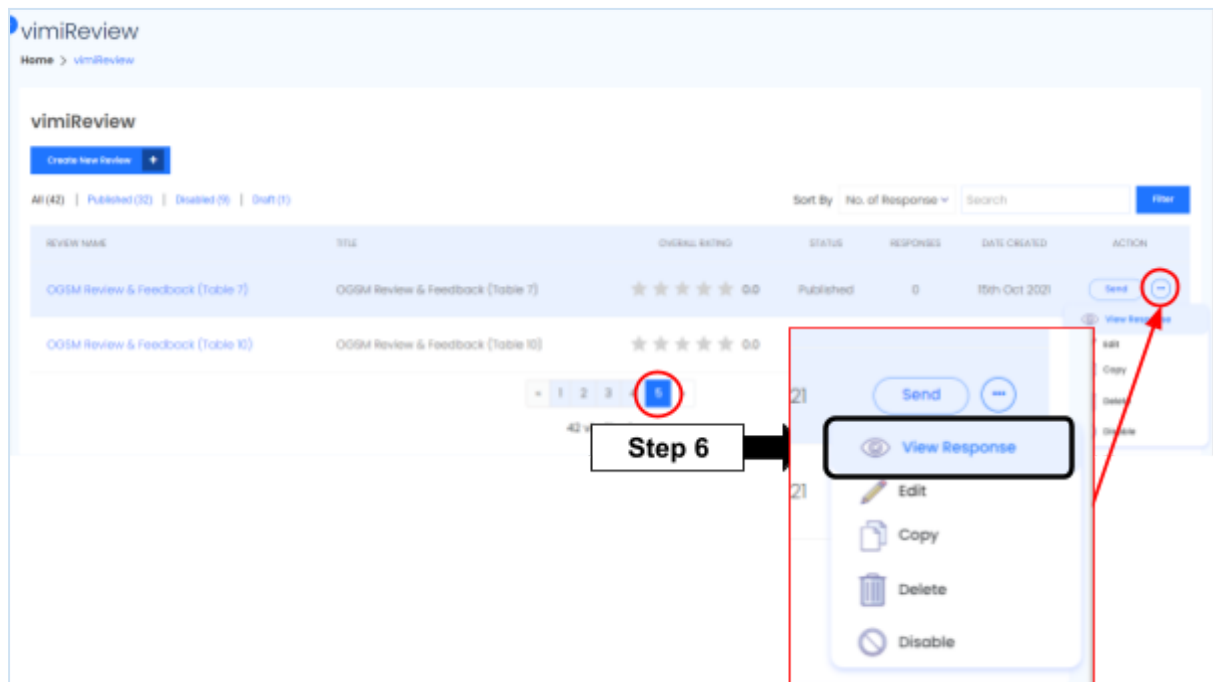 vimiReview
Home > vimiReview
vimiReview
Create New Review +
All (42) | Published (32) | Disabled (9) | Draft (1)
Sort By No. of Response Search Filter
REVIEW NAME TITLE OVERALL RATING STATUS RESPONSES DATE CREATED ACTION
OGSM Review & Feedback (Table 7) OGSM Review & Feedback (Table 7) 0.0 Published 0 15th Oct 2021 Send
View Response
OGSM Review & Feedback (Table 10) OGSM Review & Feedback (Table 10) 0.0 Edit
Copy
Delete
Disable
« 1 2 3 4 5
42
Step 6
21 Send
View Response
21 Edit
Copy
Delete
Disable